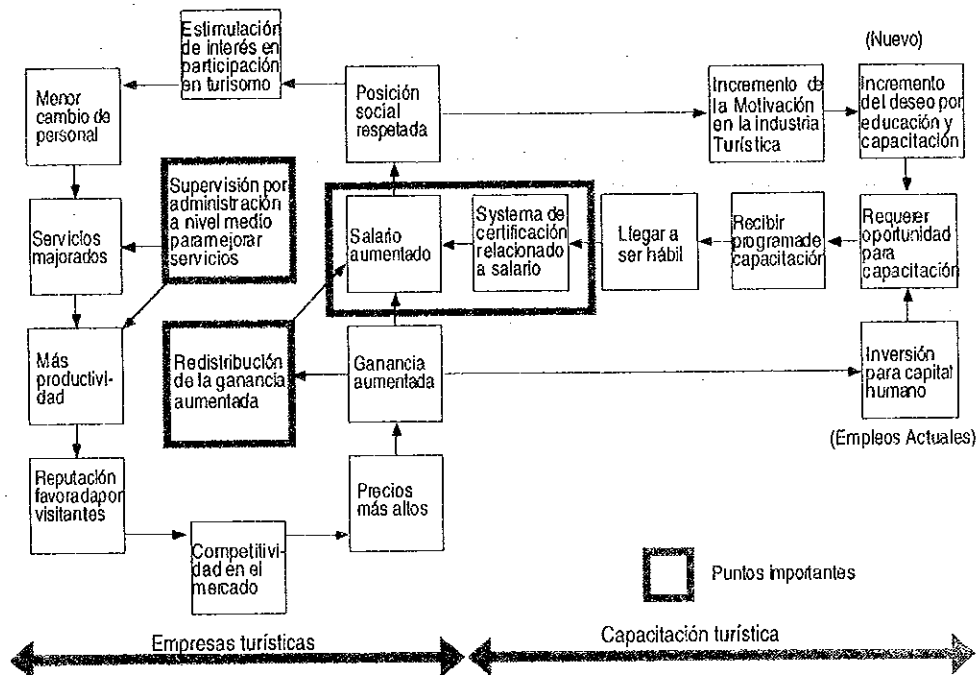 Estimulación
de interés en
participación
en turisomo
(Nuevo)
Menor
cambio de
personal
Posición
social
respetada
Incremento de
la Motivación
en la industria
Turística
Incremento
del deseo por
educación y
capacitación
Supervisión por
administración
a nivel medio
para mejorar
servicios
Servicios
majorados
Salario
aumentado
Systema de
certificación
relacionado
a salario
Llegar a
ser hábil
Recibir
programa de
capacitación
Requerer
oportunidad
para
capacitación
Más
productivi-
dad
Redistribución
de la ganancia
aumentada
Ganancia
aumentada
Inversión
para capital
humano
(Empleos Actuales)
Reputación
favorada por
visitantes
Competitivi-
dad en el
mercado
Precios
más altos
Puntos importantes
Empresas turísticas
Capacitación turística